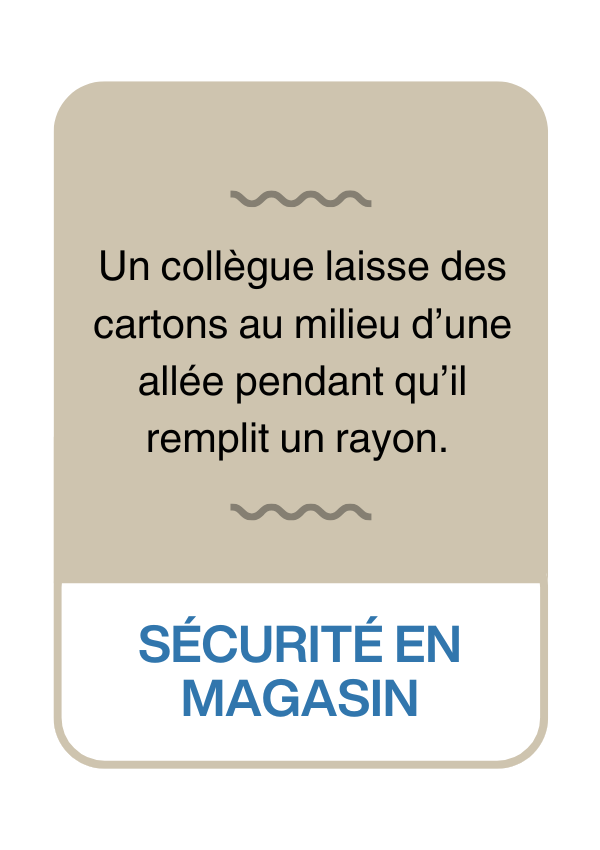 Un collègue laisse des
cartons au milieu d’une
allée pendant qu’il
remplit un rayon.
SÉCURITÉ EN
MAGASIN